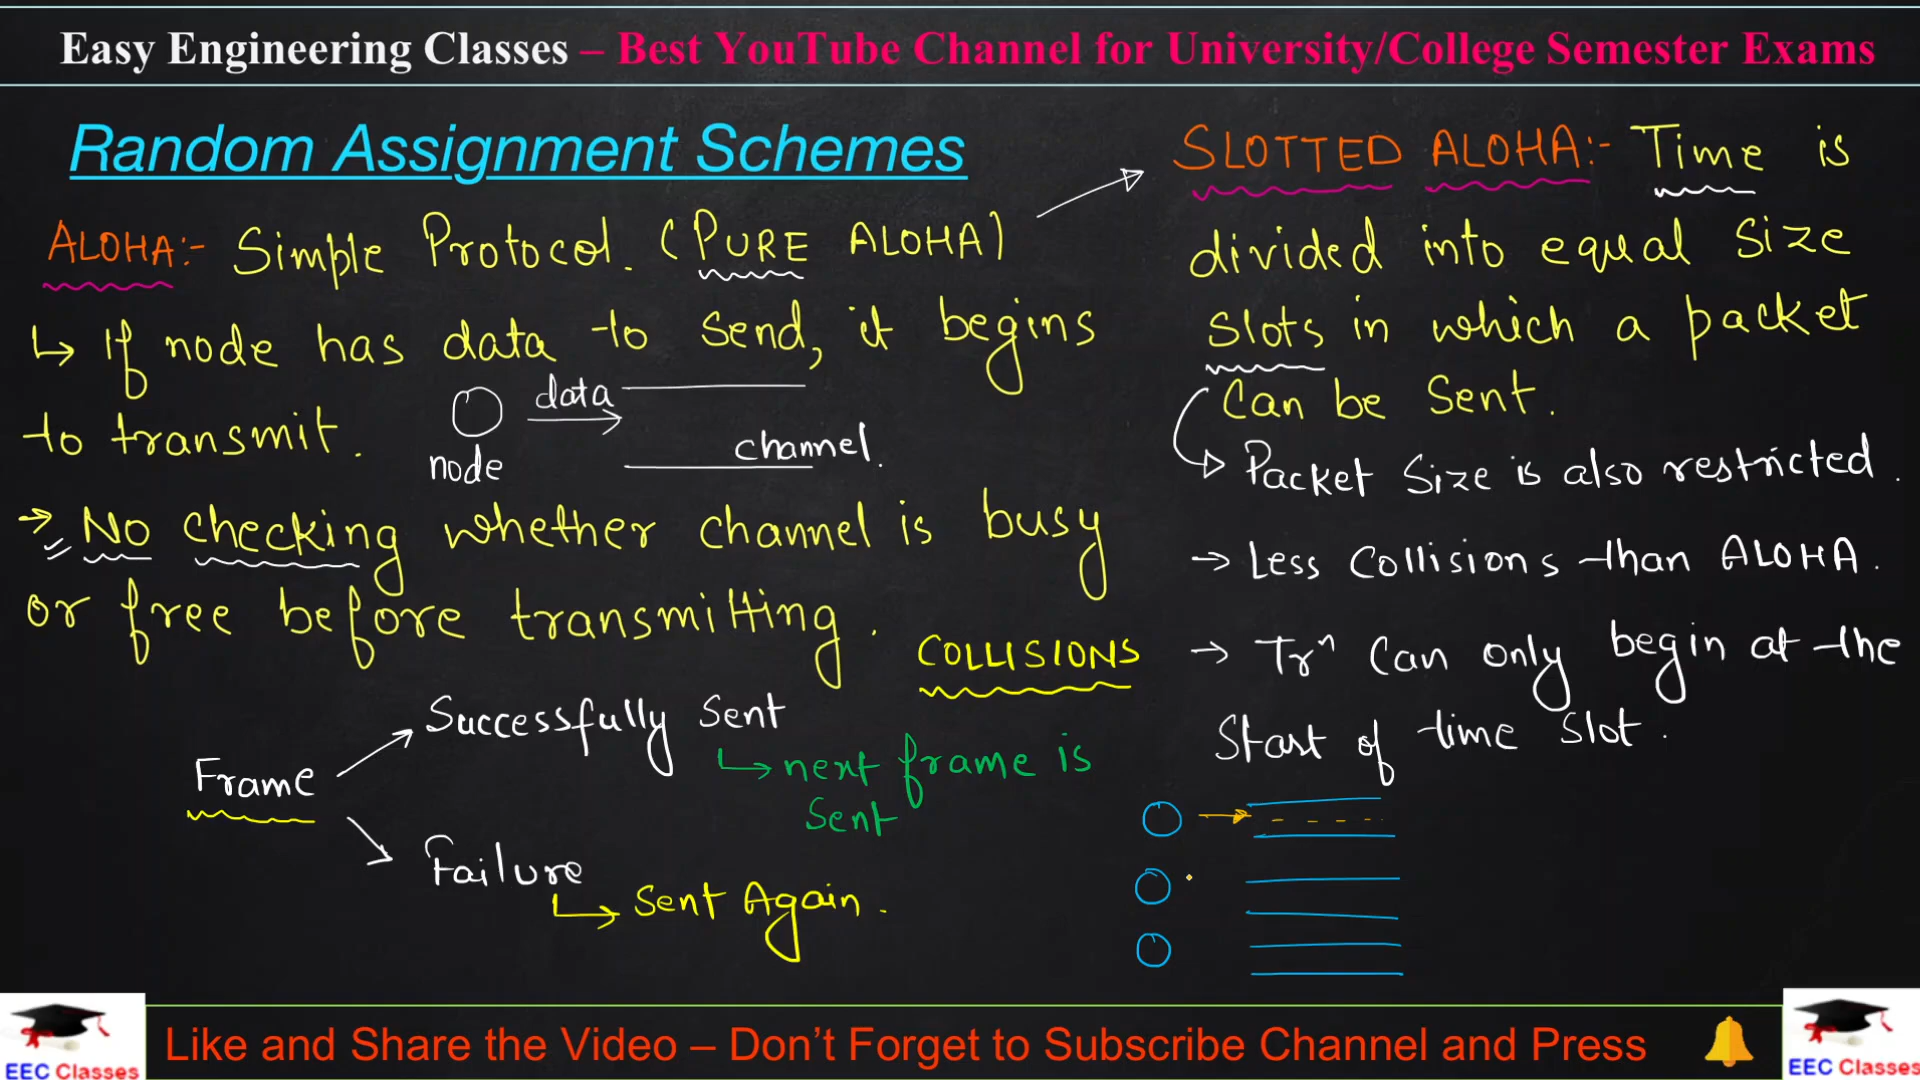 Easy Engineering Classes – Best YouTube Channel for University/College Semester Exams
Random Assignment Schemes
ALOHA:- Simple Protocol. (PURE ALOHA)
↳ If node has data to send, it begins
to transmit.
node
data
channel.
→ No checking whether channel is busy
or free before transmitting.
COLLISIONS
Frame
Successfully Sent
↳ next frame is
Sent
Failure
↳ Sent Again.
SLOTTED ALOHA:- Time is
divided into equal size
slots in which a packet
can be sent.
Packet Size is also restricted.
→ Less Collisions than ALOHA.
→ Trⁿ Can only begin at the
Start of time slot.
EEC Classes
Like and Share the Video – Don’t Forget to Subscribe Channel and Press
EEC Classes